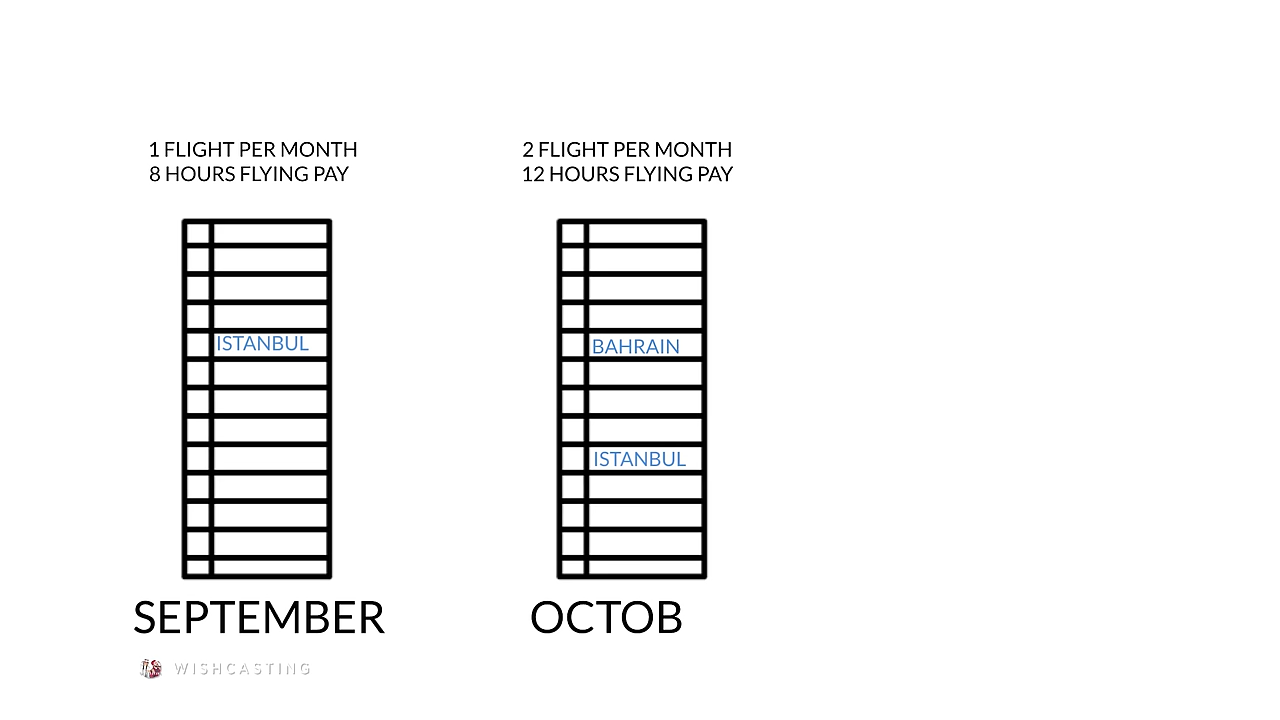 1 FLIGHT PER MONTH
8 HOURS FLYING PAY
2 FLIGHT PER MONTH
12 HOURS FLYING PAY
ISTANBUL
BAHRAIN
ISTANBUL
SEPTEMBER
OCTOB
WISHCASTING